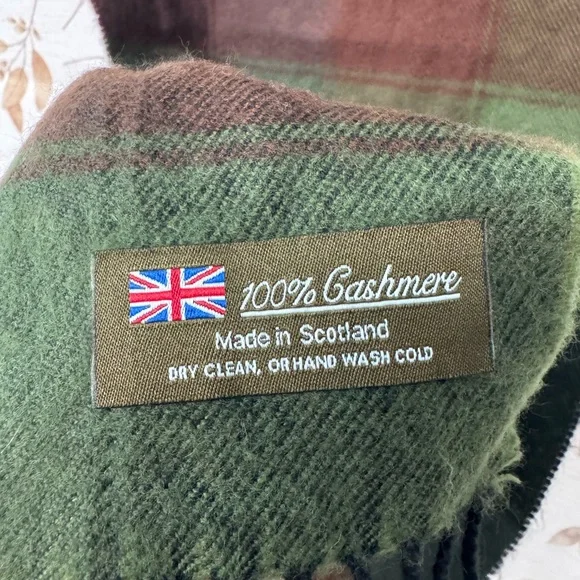 100% Cashmere
Made in Scotland
DRY CLEAN, OR HAND WASH COLD